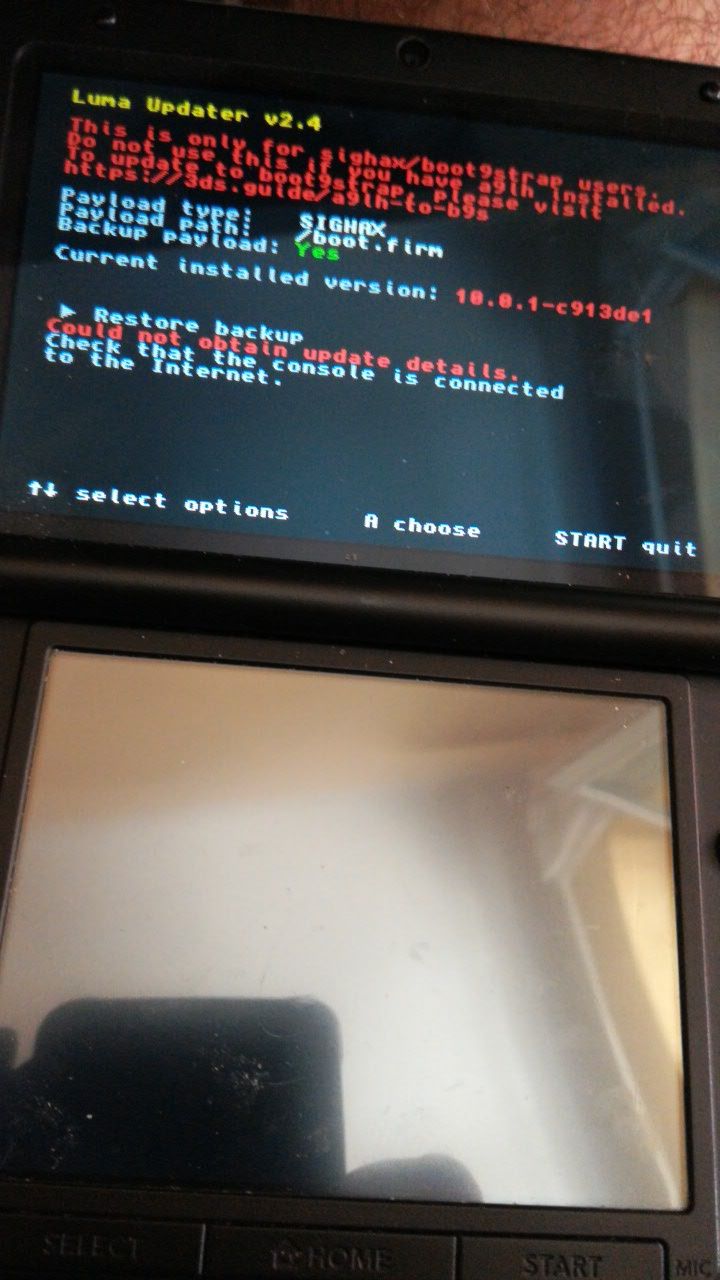 Luma Updater v2.4
This is only for sighax/boot9strap users.
Do not use this if you have a9lh installed.
To update to boot9strap, please visit
https://3ds.guide/a9lh-to-b9s
Payload type: SIGHAX
Payload path: /boot.firm
Backup payload: Yes
Current installed version: 10.0.1-c913de1
► Restore backup
Could not obtain update details.
Check that the console is connected
to the Internet.
↑↓ select options A choose START quit
SELECT HOME START MIC